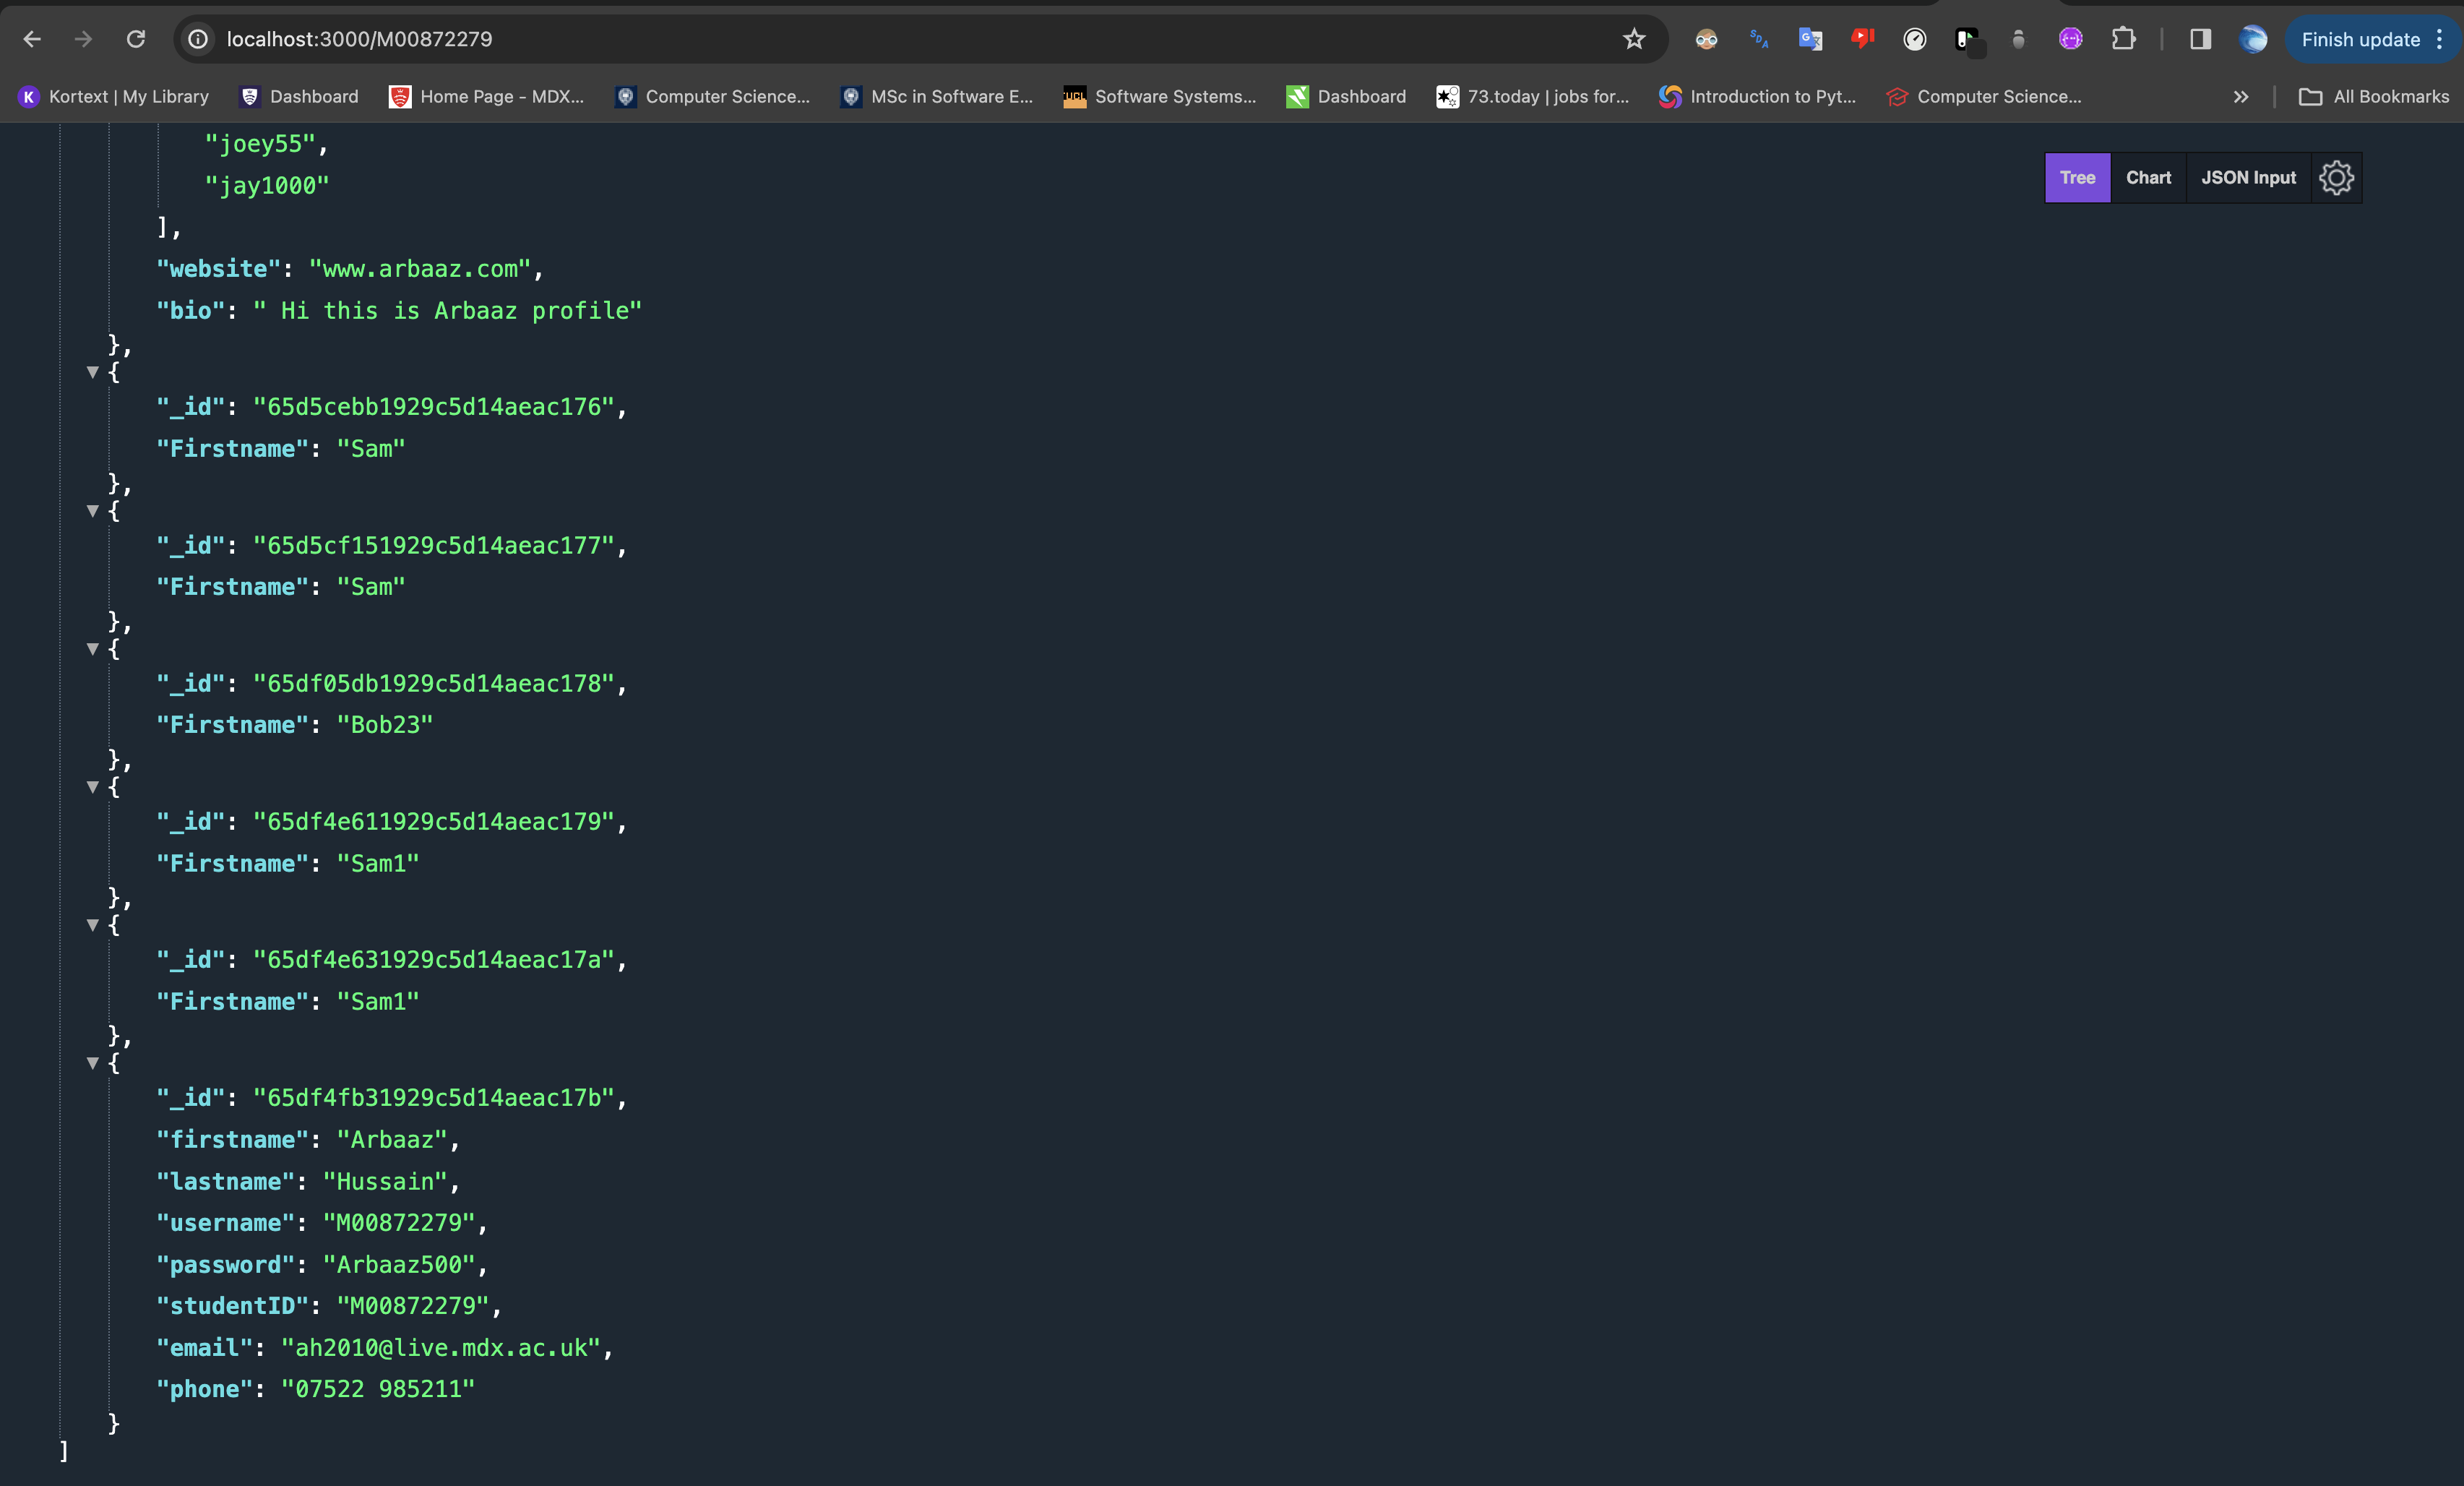 localhost:3000/M00872279
Finish update
Kortext | My Library
Dashboard
Home Page - MDX...
Computer Science...
MSc in Software E...
Software Systems...
Dashboard
73.today | jobs for...
Introduction to Pyt...
Computer Science...
All Bookmarks
Tree
Chart
JSON Input
"joey55",
"jay1000"
],
"website": "www.arbaaz.com",
"bio": " Hi this is Arbaaz profile"
},
{
"_id": "65d5cebb1929c5d14aeac176",
"Firstname": "Sam"
},
{
"_id": "65d5cf151929c5d14aeac177",
"Firstname": "Sam"
},
{
"_id": "65df05db1929c5d14aeac178",
"Firstname": "Bob23"
},
{
"_id": "65df4e611929c5d14aeac179",
"Firstname": "Sam1"
},
{
"_id": "65df4e631929c5d14aeac17a",
"Firstname": "Sam1"
},
{
"_id": "65df4fb31929c5d14aeac17b",
"firstname": "Arbaaz",
"lastname": "Hussain",
"username": "M00872279",
"password": "Arbaaz500",
"studentID": "M00872279",
"email": "ah2010@live.mdx.ac.uk",
"phone": "07522 985211"
}
]